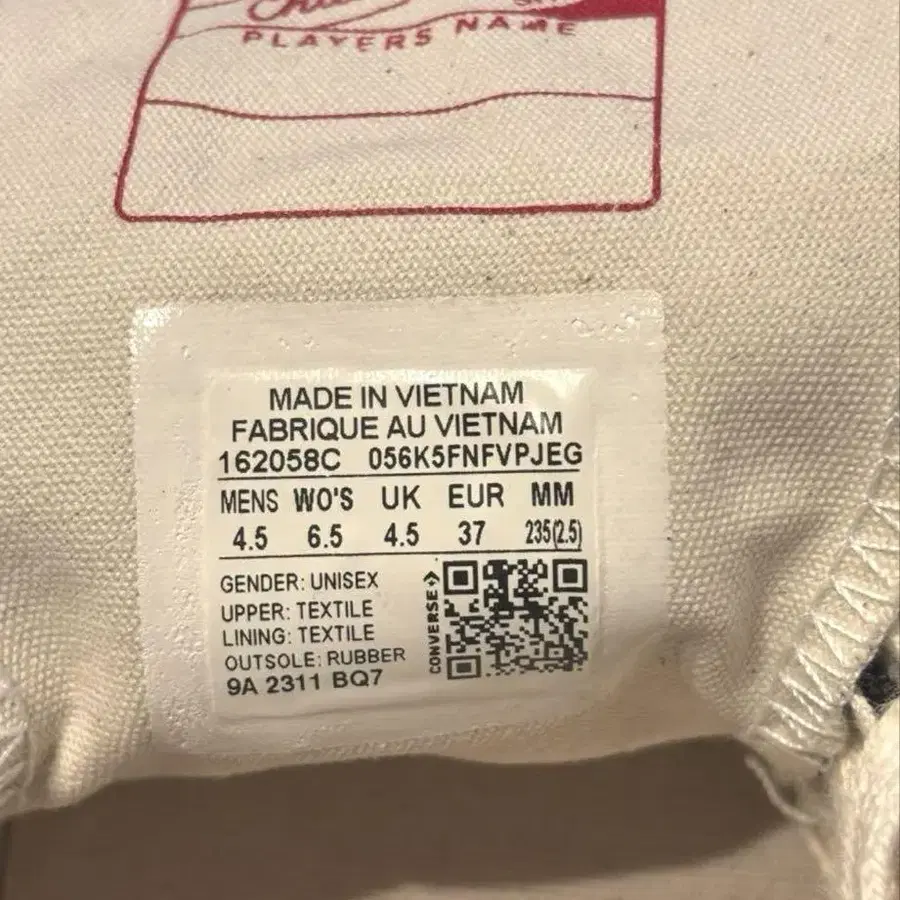 PLAYERS NAME
MADE IN VIETNAM
FABRIQUE AU VIETNAM
162058C 056K5FNFVPJEG
MENS WO'S UK EUR MM
4.5 6.5 4.5 37 235(2.5)
GENDER: UNISEX
UPPER: TEXTILE
LINING: TEXTILE
OUTSOLE: RUBBER
9A 2311 BQ7
CONVERSE